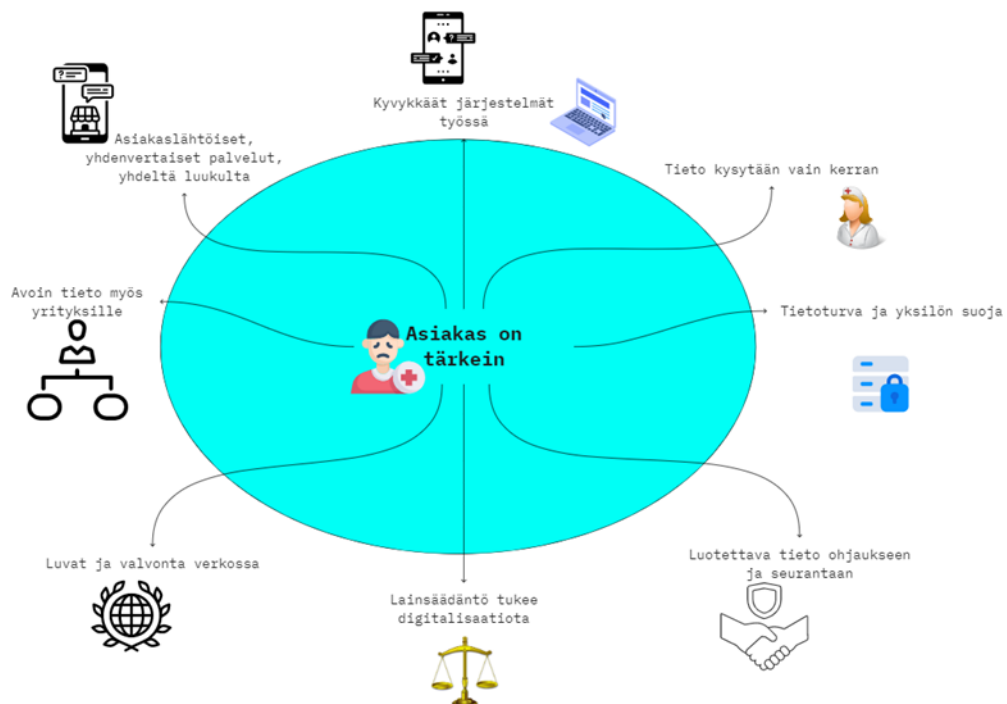 Kyvykkäät järjestelmät
työssä
Asiakaslähtöiset,
yhdenvertaiset palvelut,
yhdeltä luukulta
Tieto kysytään vain kerran
Avoin tieto myös
yrityksille
Asiakas on
tärkein
Tietoturva ja yksilön suoja
Luvat ja valvonta verkossa
Lainsäädäntö tukee
digitalisaatiota
Luotettava tieto ohjaukseen
ja seurantaan